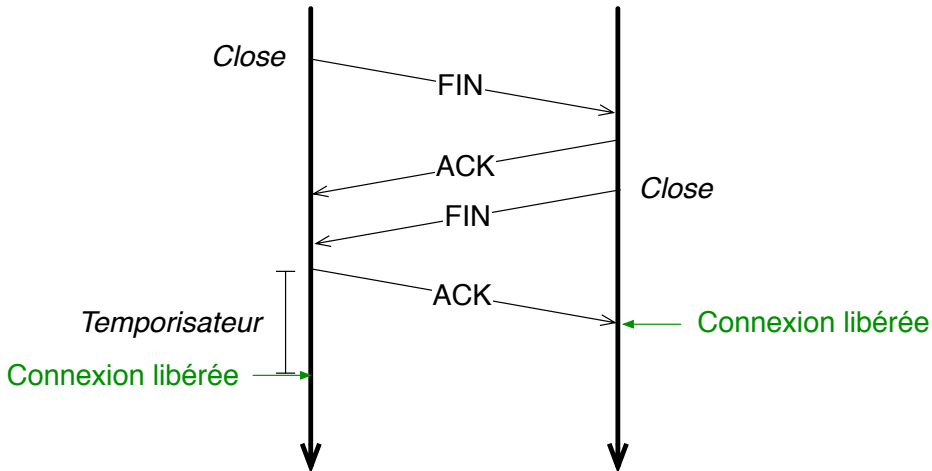 Close
FIN
ACK
Close
FIN
ACK
Temporisateur
Connexion libérée
Connexion libérée